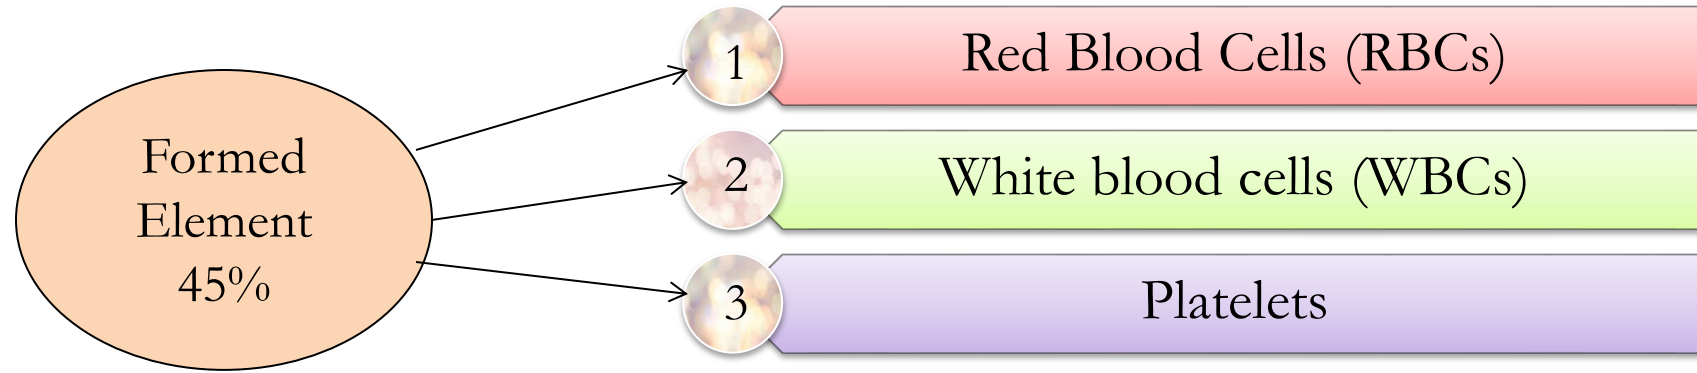 Formed
Element
45%
1
Red Blood Cells (RBCs)
2
White blood cells (WBCs)
3
Platelets